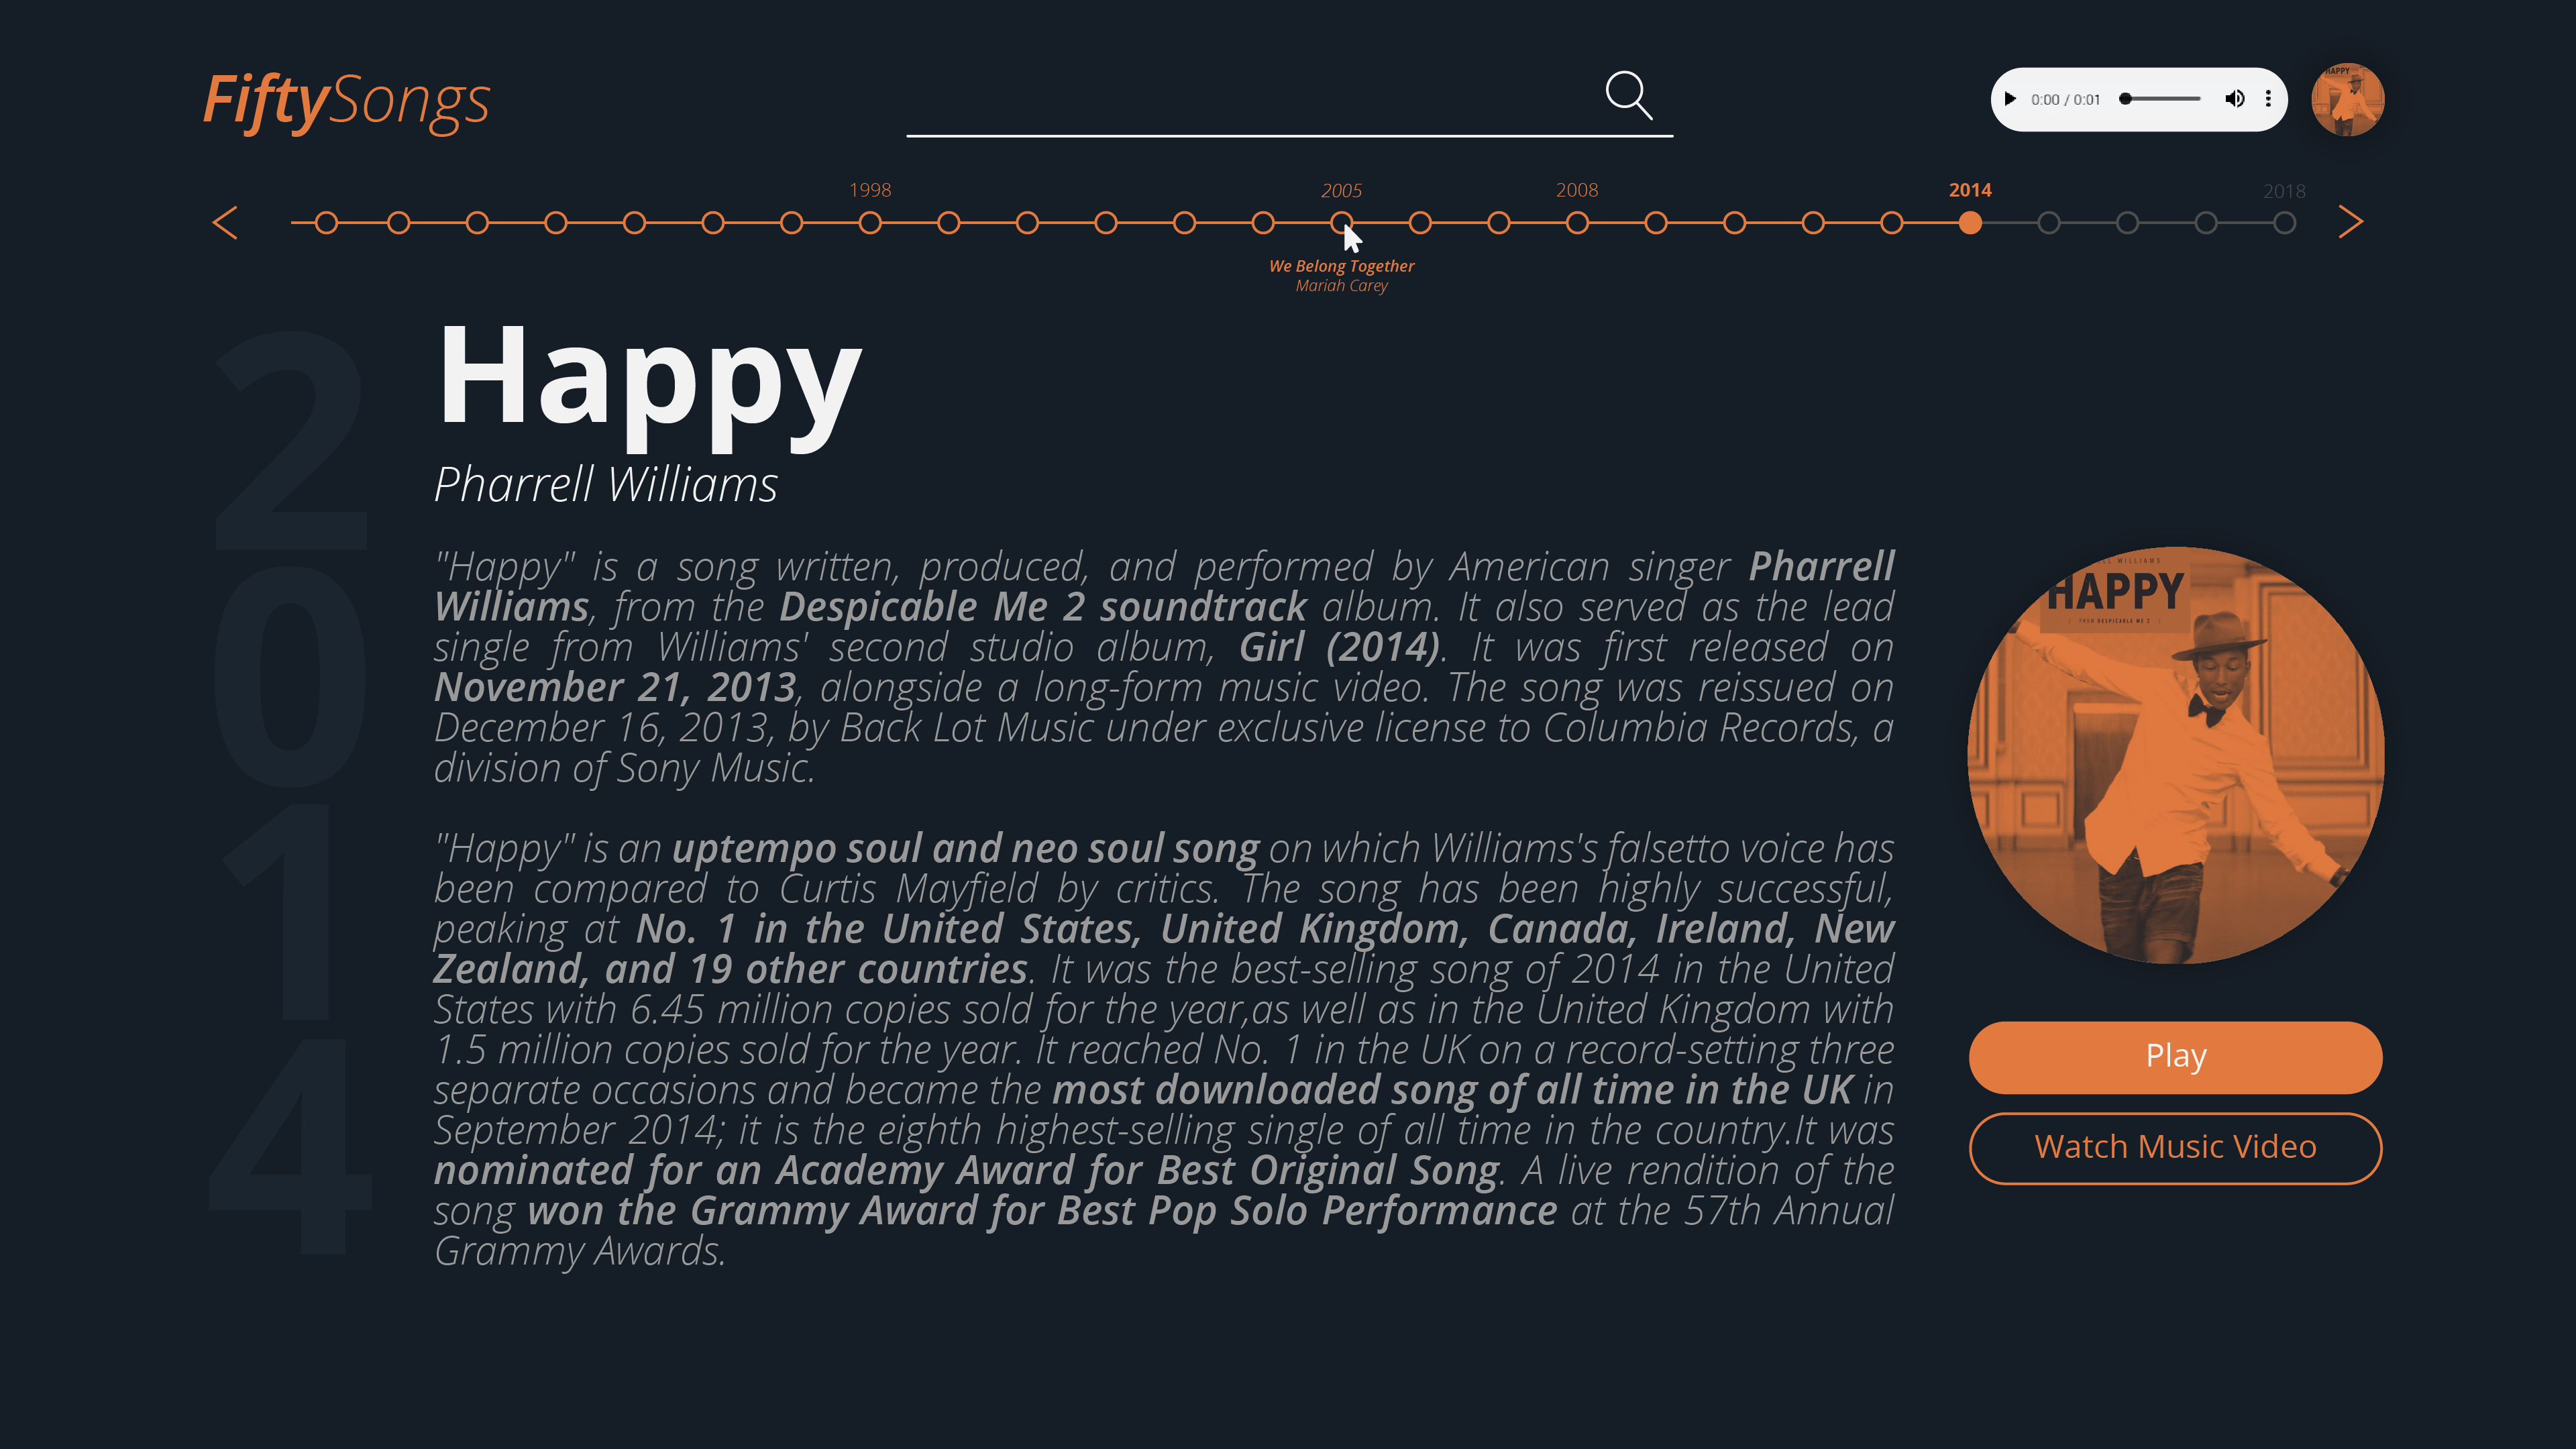 FiftySongs
0:00 / 0:01
HAPPY
1998
2005
2008
2014
2018
We Belong Together
Mariah Carey
2
0
1
4
Happy
Pharrell Williams
"Happy" is a song written, produced, and performed by American singer Pharrell
Williams, from the Despicable Me 2 soundtrack album. It also served as the lead
single from Williams' second studio album, Girl (2014). It was first released on
November 21, 2013, alongside a long-form music video. The song was reissued on
December 16, 2013, by Back Lot Music under exclusive license to Columbia Records, a
division of Sony Music.
"Happy" is an uptempo soul and neo soul song on which Williams's falsetto voice has
been compared to Curtis Mayfield by critics. The song has been highly successful,
peaking at No. 1 in the United States, United Kingdom, Canada, Ireland, New
Zealand, and 19 other countries. It was the best-selling song of 2014 in the United
States with 6.45 million copies sold for the year,as well as in the United Kingdom with
1.5 million copies sold for the year. It reached No. 1 in the UK on a record-setting three
separate occasions and became the most downloaded song of all time in the UK in
September 2014; it is the eighth highest-selling single of all time in the country.It was
nominated for an Academy Award for Best Original Song. A live rendition of the
song won the Grammy Award for Best Pop Solo Performance at the 57th Annual
Grammy Awards.
WILLIAMS
HAPPY
FROM DESPICABLE ME 2
Play
Watch Music Video